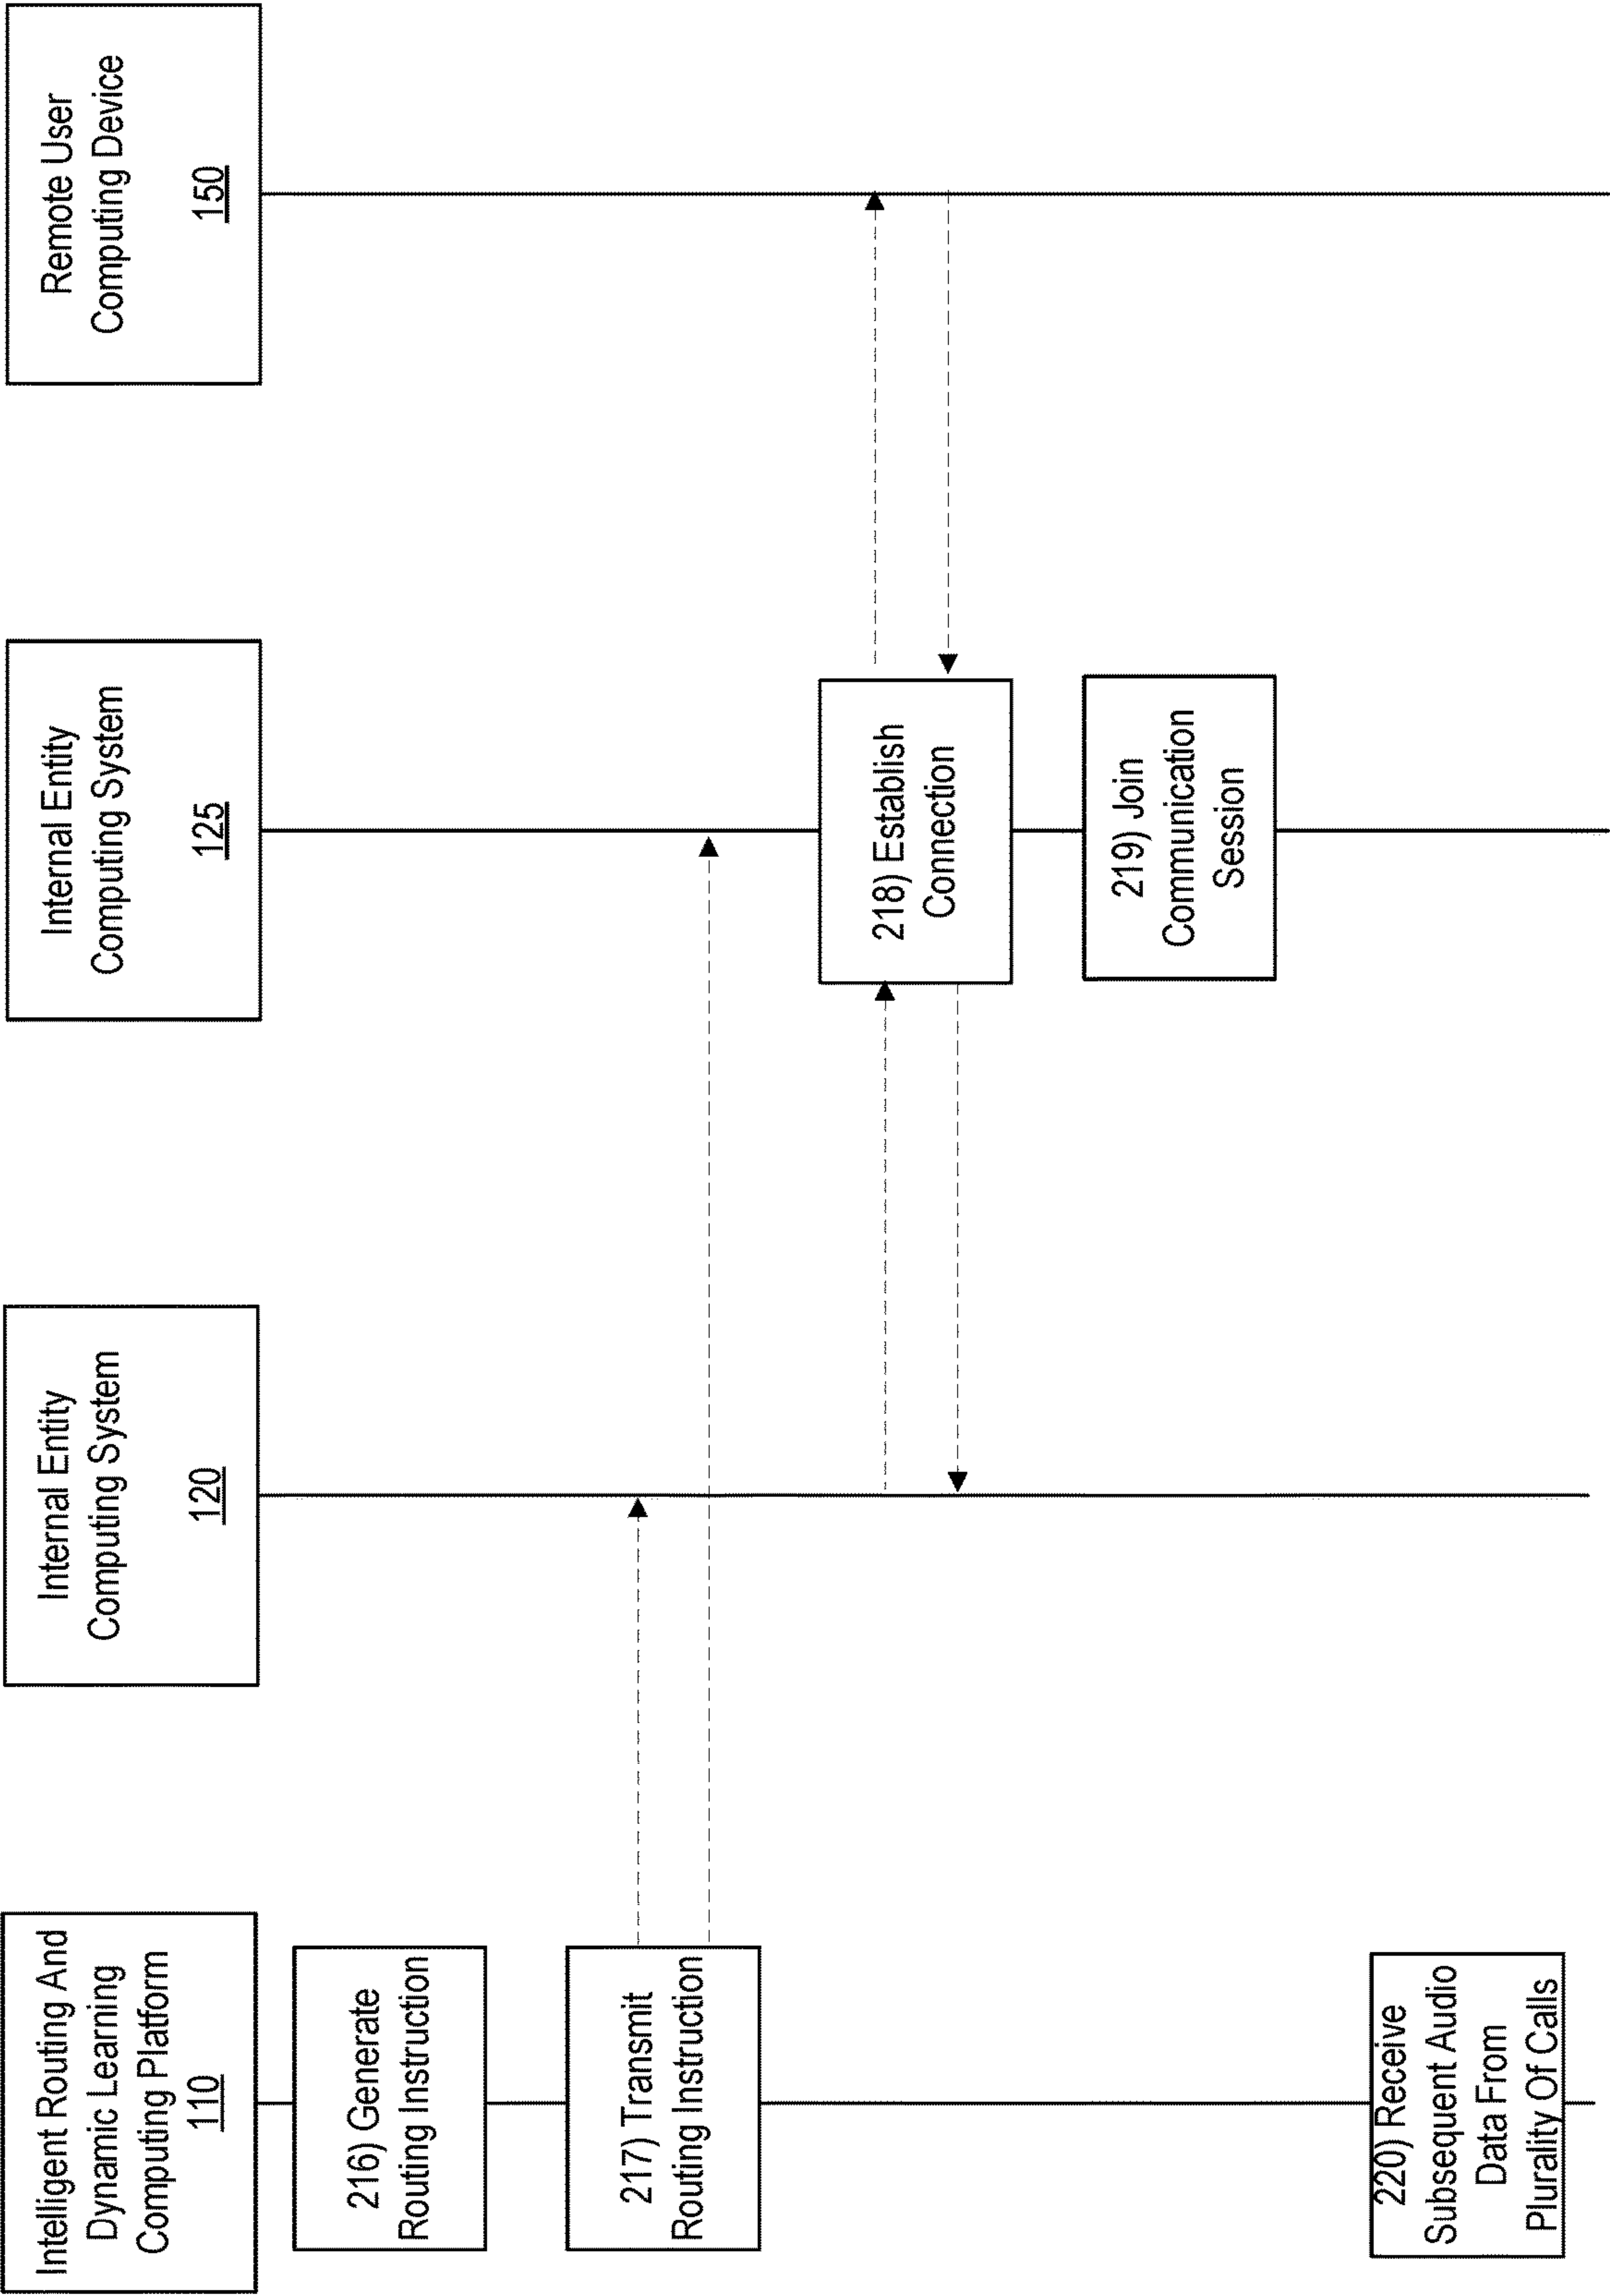 Intelligent Routing And
Dynamic Learning
Computing Platform
110
Internal Entity
Computing System
120
Internal Entity
Computing System
125
Remote User
Computing Device
150
216) Generate
Routing Instruction
217) Transmit
Routing Instruction
218) Establish
Connection
219) Join
Communication
Session
220) Receive
Subsequent Audio
Data From
Plurality Of Calls